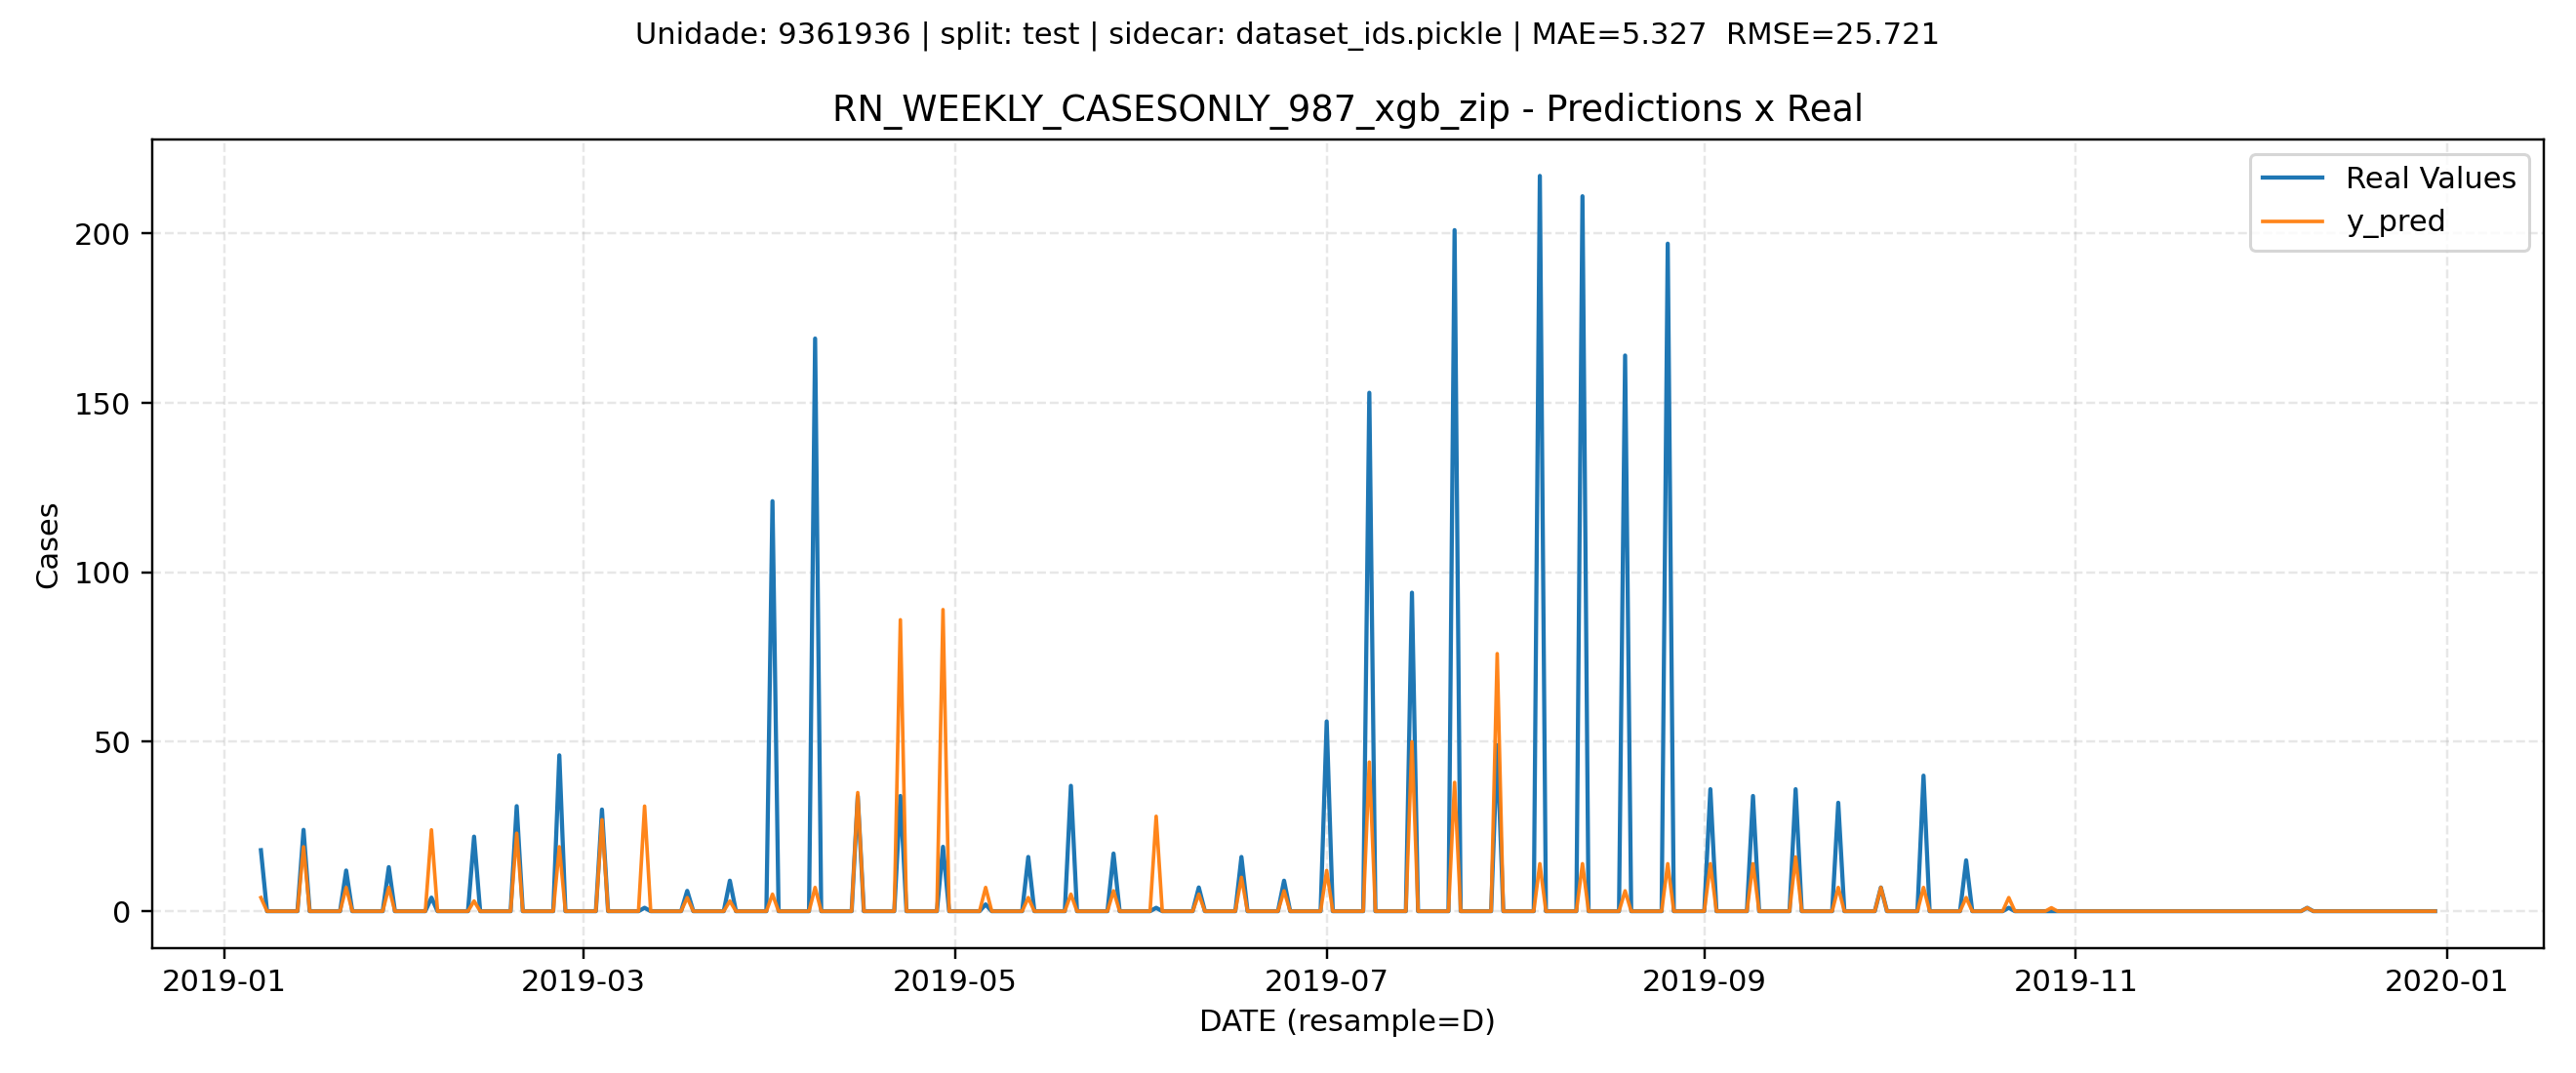 Unidade: 9361936 | split: test | sidecar: dataset_ids.pickle | MAE=5.327  RMSE=25.721
RN_WEEKLY_CASESONLY_987_xgb_zip - Predictions x Real
Real Values
y_pred
200
150
100
50
0
Cases
2019-01
2019-03
2019-05
2019-07
2019-09
2019-11
2020-01
DATE (resample=D)